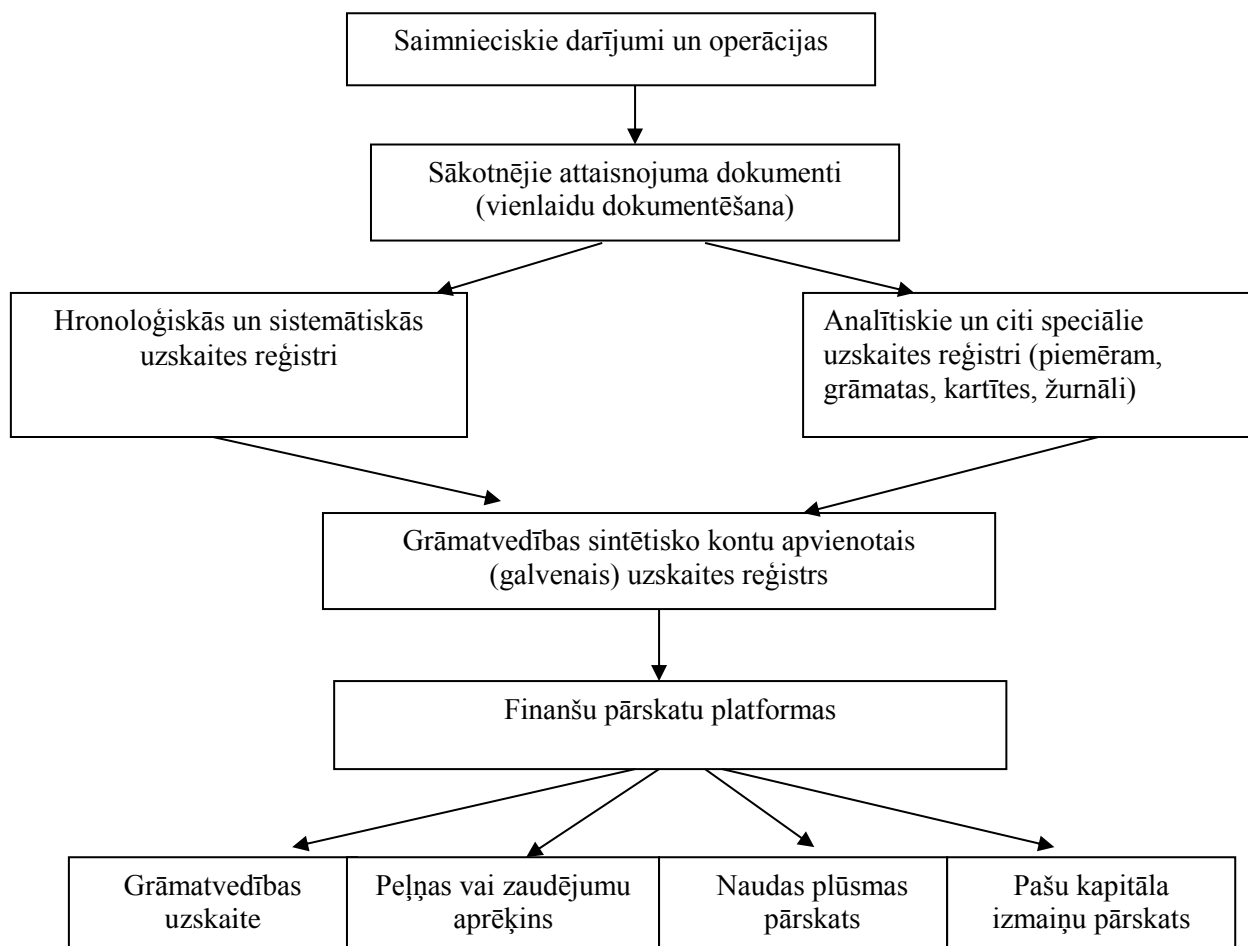 Saimnieciskie darījumi un operācijas
Sākotnējie attaisnojuma dokumenti
(vienlaidu dokumentēšana)
Hronoloģiskās un sistemātiskās
uzskaites reģistri
Analītiskie un citi speciālie
uzskaites reģistri (piemēram,
grāmatas, kartītes, žurnāli)
Grāmatvedības sintētisko kontu apvienotais
(galvenais) uzskaites reģistrs
Finanšu pārskatu platformas
Grāmatvedības
uzskaite
Peļņas vai zaudējumu
aprēķins
Naudas plūsmas
pārskats
Pašu kapitāla
izmaiņu pārskats